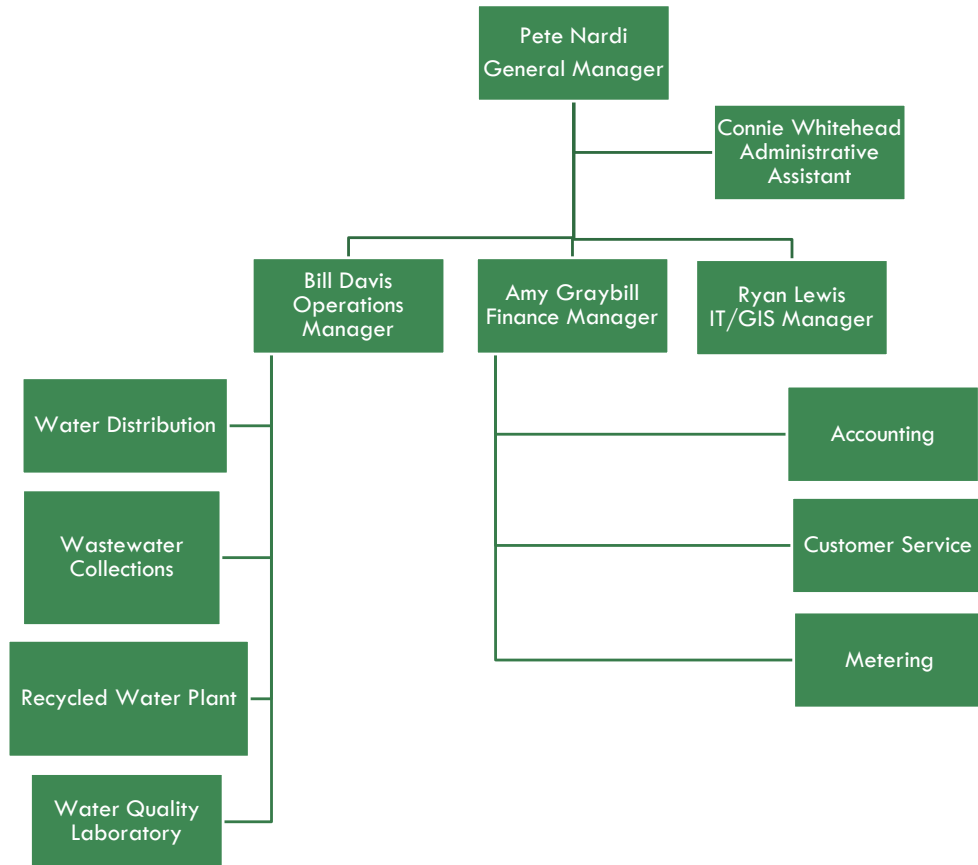 Pete Nardi
General Manager
Connie Whitehead
Administrative
Assistant
Bill Davis
Operations
Manager
Amy Graybill
Finance Manager
Ryan Lewis
IT/GIS Manager
Water Distribution
Accounting
Wastewater
Collections
Customer Service
Recycled Water Plant
Metering
Water Quality
Laboratory